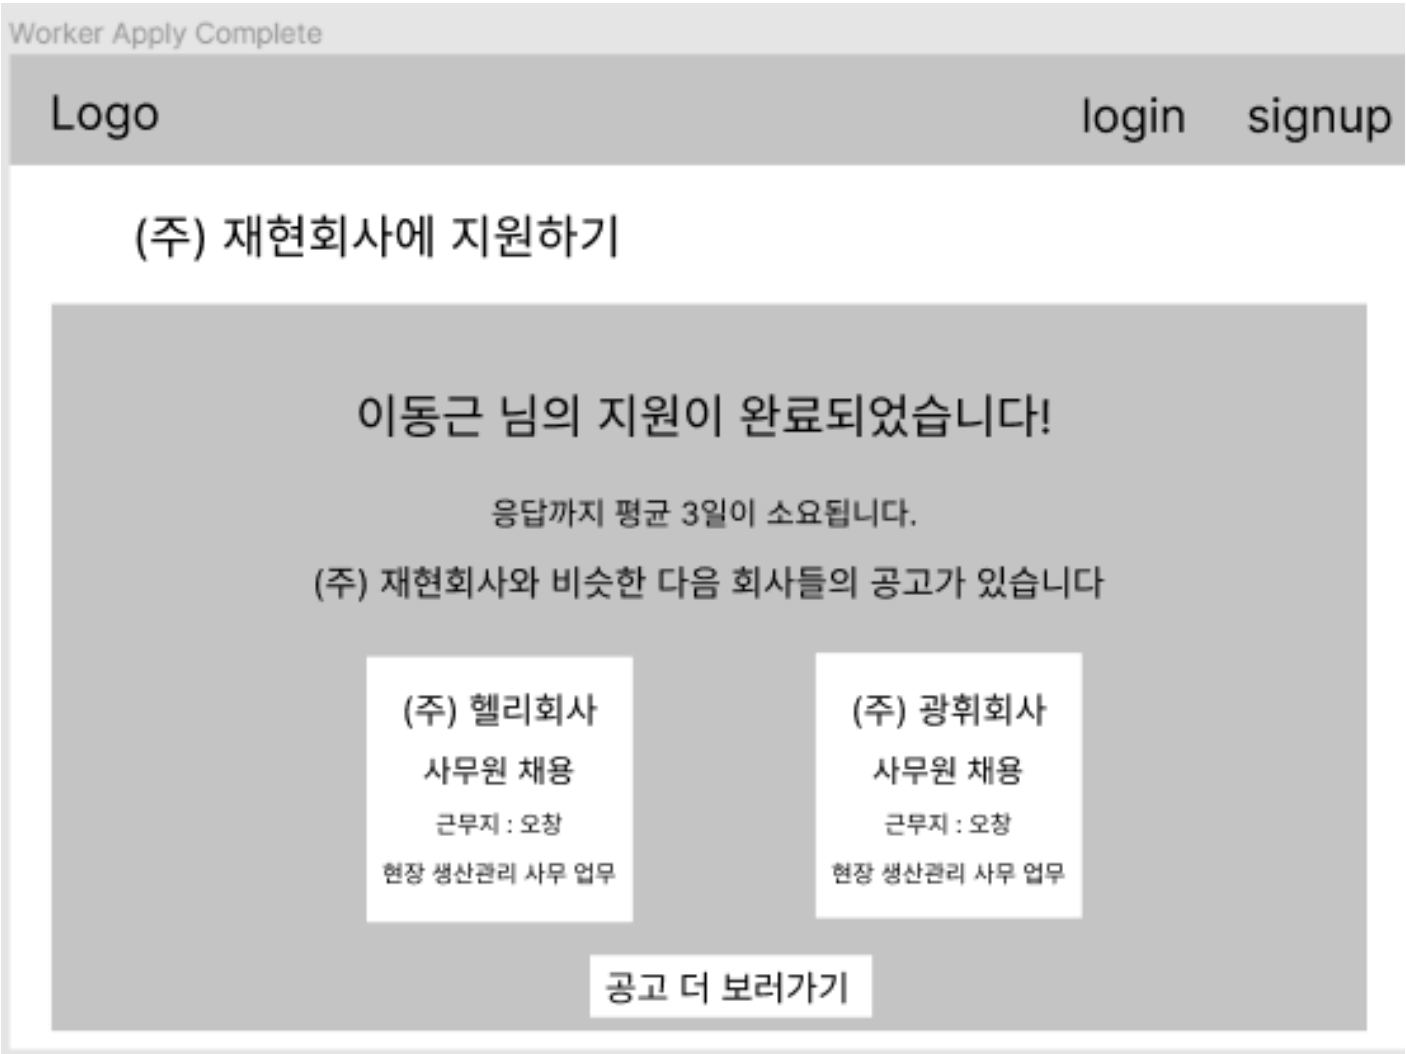 Worker Apply Complete
Logo login signup
(주) 재현회사에 지원하기
이동근 님의 지원이 완료되었습니다!
응답까지 평균 3일이 소요됩니다.
(주) 재현회사와 비슷한 다음 회사들의 공고가 있습니다
(주) 헬리회사
사무원 채용
근무지 : 오창
현장 생산관리 사무 업무
(주) 광휘회사
사무원 채용
근무지 : 오창
현장 생산관리 사무 업무
공고 더 보러가기